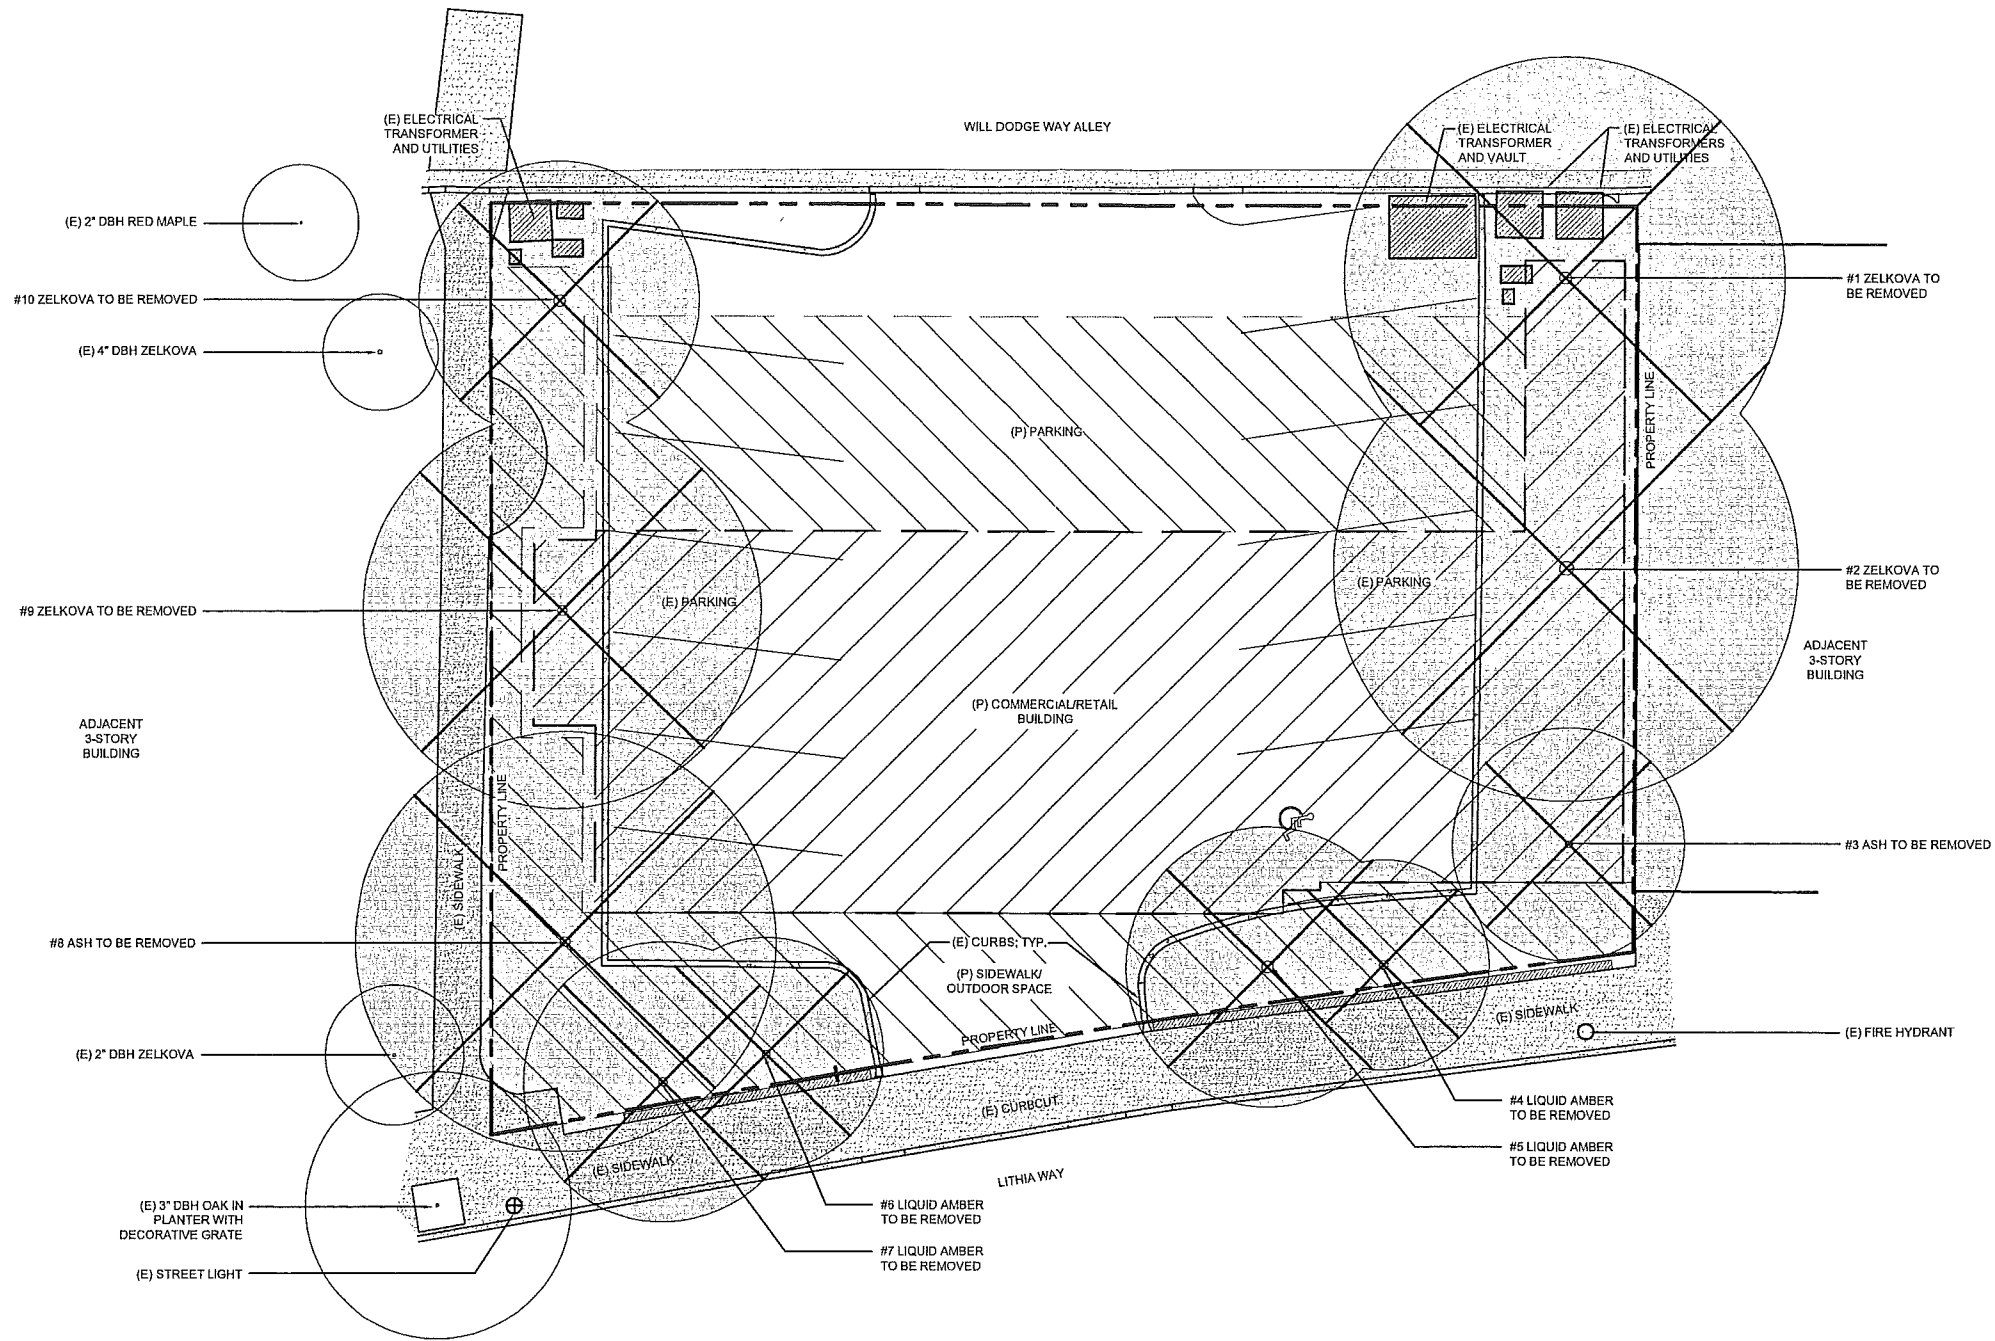 WILL DODGE WAY ALLEY
(E) ELECTRICAL
TRANSFORMER
AND UTILITIES
(E) ELECTRICAL
TRANSFORMER
AND VAULT
(E) ELECTRICAL
TRANSFORMERS
AND UTILITIES
(E) 2" DBH RED MAPLE
#10 ZELKOVA TO BE REMOVED
(E) 4" DBH ZELKOVA
#1 ZELKOVA TO
BE REMOVED
PROPERTY LINE
(P) PARKING
(E) PARKING
(E) PARKING
#9 ZELKOVA TO BE REMOVED
#2 ZELKOVA TO
BE REMOVED
ADJACENT
3-STORY
BUILDING
(P) COMMERCIAL/RETAIL
BUILDING
ADJACENT
3-STORY
BUILDING
PROPERTY LINE
(E) SIDEWALK
#3 ASH TO BE REMOVED
#8 ASH TO BE REMOVED
(E) CURBS; TYP.
(P) SIDEWALK/
OUTDOOR SPACE
PROPERTY LINE
(E) SIDEWALK
(E) FIRE HYDRANT
(E) 2" DBH ZELKOVA
(E) CURBCUT
#4 LIQUID AMBER
TO BE REMOVED
#5 LIQUID AMBER
TO BE REMOVED
(E) SIDEWALK
LITHIA WAY
(E) 3" DBH OAK IN
PLANTER WITH
DECORATIVE GRATE
#6 LIQUID AMBER
TO BE REMOVED
#7 LIQUID AMBER
TO BE REMOVED
(E) STREET LIGHT